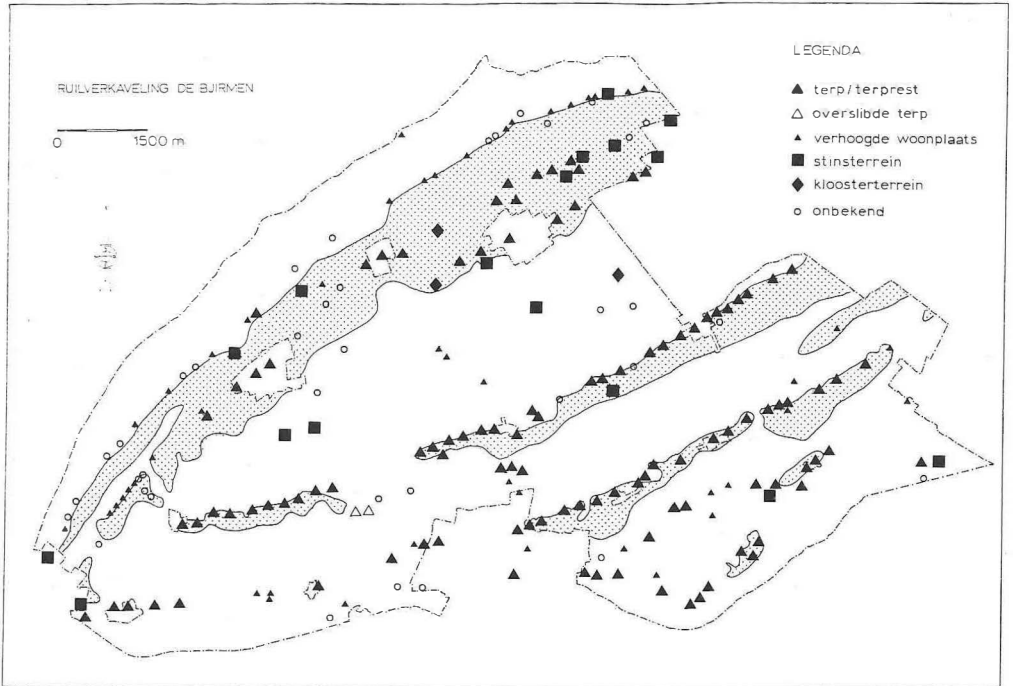 RUILVERKAVELING DE BJIRMEN
0 1500 m
LEGENDA
terp/terprest
overslibde terp
verhoogde woonplaats
stinsterrein
kloosterterrein
onbekend